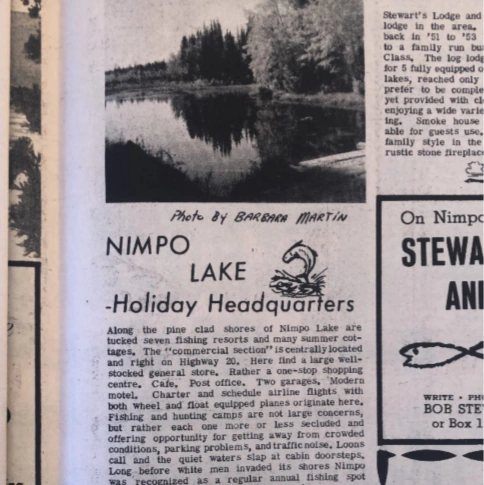 Photo By BARBARA MARTIN
NIMPO
LAKE
-Holiday Headquarters
Along the pine clad shores of Nimpo Lake are
tucked seven fishing resorts and many summer cot-
tages. The "commercial section" is centrally located
and right on Highway 20. Here find a large well-
stocked general store. Rather a one-stop shopping
centre. Cafe. Post office. Two garages. Modern
motel. Charter and schedule airline flights with
both wheel and float equipped planes originate here.
Fishing and hunting camps are not large concerns,
but rather each one more or less secluded and
offering opportunity for getting away from crowded
conditions, parking problems, and traffic noise. Loons
call and the quiet waters slap at cabin doorsteps.
Long before white men invaded its shores Nimpo
was recognized as a regular annual fishing spot
Stewart's Lodge and
lodge in the area.
back in '51 to '53
to a family run bu
Class. The log lodg
for 5 fully equipped o
lakes, reached only
prefer to be comple
yet provided with cl
enjoying a wide varie
ing. Smoke house
able for guests use.
family style in the
rustic stone fireplac
On Nimpo
STEWA
AN
WRITE - PHO
BOB STE
or Box 1